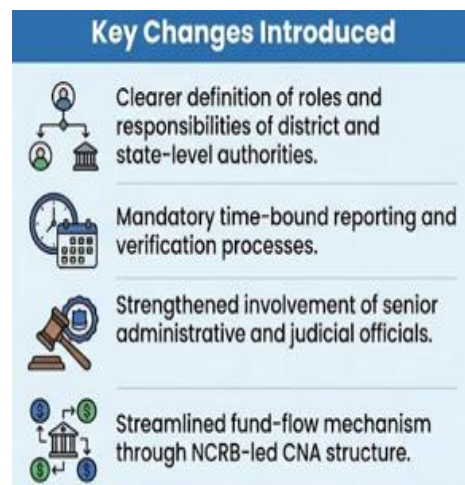 Key Changes Introduced
Clearer definition of roles and
responsibilities of district and
state-level authorities.
Mandatory time-bound reporting and
verification processes.
Strengthened involvement of senior
administrative and judicial officials.
Streamlined fund-flow mechanism
through NCRB-led CNA structure.